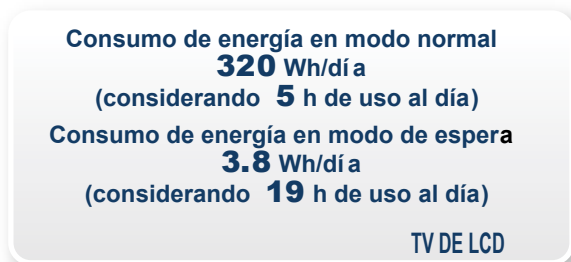 Consumo de energía en modo normal
320 Wh/día
(considerando 5 h de uso al día)
Consumo de energía en modo de espera
3.8 Wh/día
(considerando 19 h de uso al día)
TV DE LCD